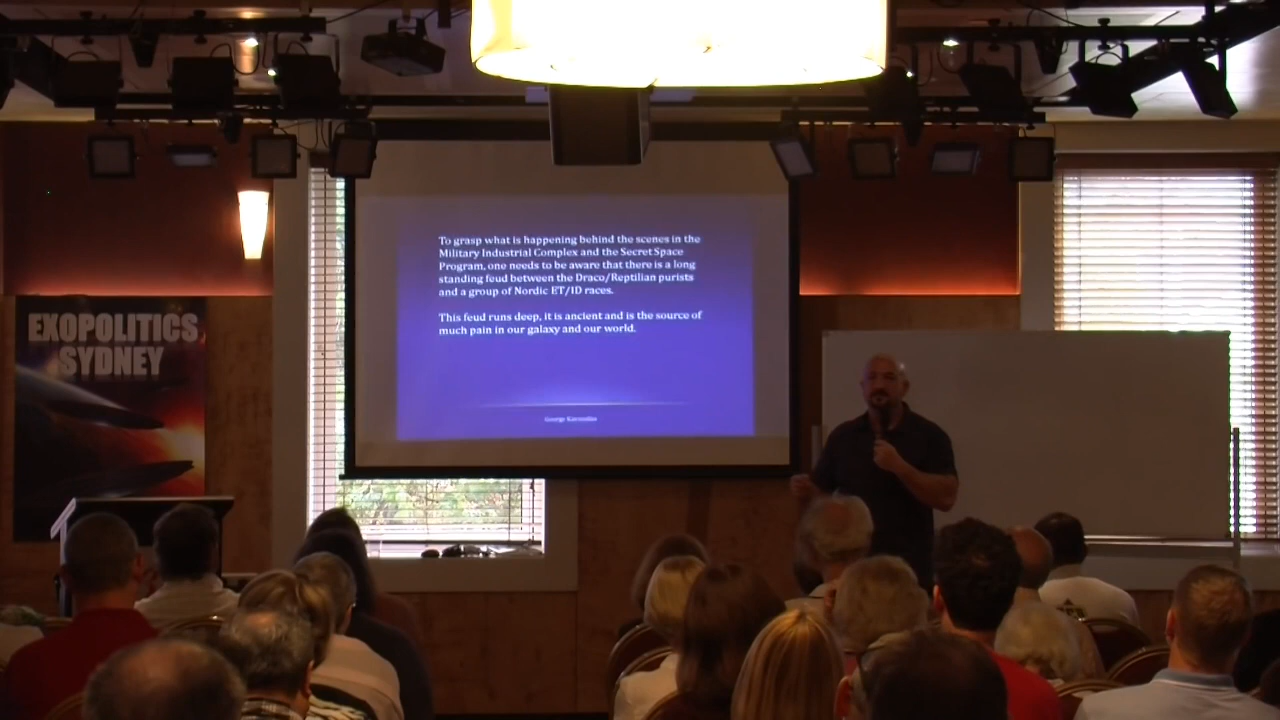 EXOPOLITICS
SYDNEY
To grasp what is happening behind the scenes in the
Military Industrial Complex and the Secret Space
Program, one needs to be aware that there is a long
standing feud between the Draco/Reptilian purists
and a group of Nordic ET/ID races.
This feud runs deep, it is ancient and is the source of
much pain in our galaxy and our world.
George